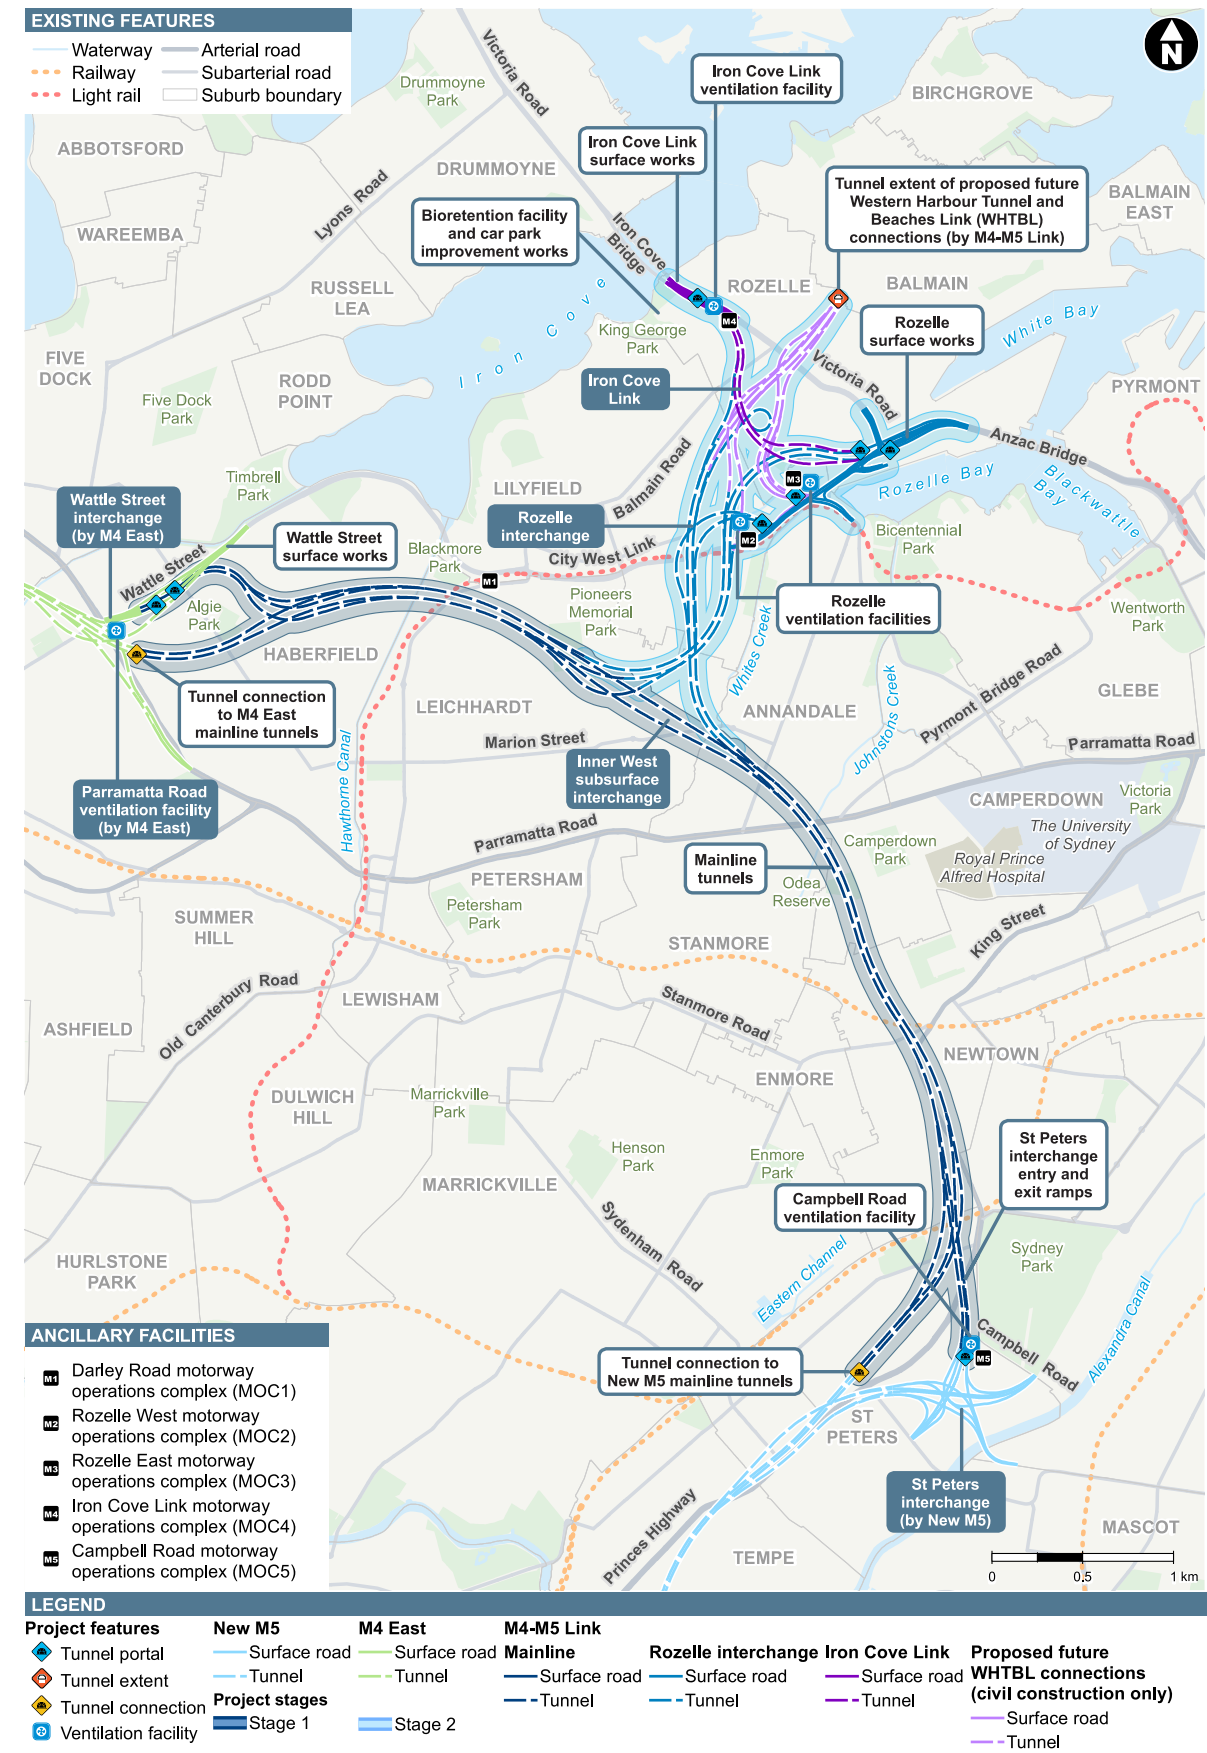 EXISTING FEATURES
Waterway
Arterial road
Railway
Subarterial road
Light rail
Suburb boundary
N
Victoria Road
Drummoyne
Park
Iron Cove Link
ventilation facility
BIRCHGROVE
ABBOTSFORD
DRUMMOYNE
Iron Cove Link
surface works
Lyons Road
Tunnel extent of proposed future
Western Harbour Tunnel and
Beaches Link (WHTBL)
connections (by M4-M5 Link)
BALMAIN
EAST
Bioretention facility
and car park
improvement works
WAREEMBA
Iron Cove
Bridge
RUSSELL
LEA
ROZELLE
BALMAIN
Iron Cove
White Bay
M4
King George
Park
Rozelle
surface works
FIVE
DOCK
RODD
POINT
Victoria Road
PYRMONT
Iron Cove
Link
Five Dock
Park
Anzac Bridge
Balmain Road
Timbrell
Park
LILYFIELD
M3
Rozelle Bay
Blackwattle
Bay
Wattle Street
interchange
(by M4 East)
Rozelle
interchange
Wattle Street
surface works
Bicentennial
Park
Wattle Street
Blackmore
Park
City West Link
M2
M1
Algie
Park
Pioneers
Memorial
Park
Rozelle
ventilation facilities
Wentworth
Park
HABERFIELD
Whites Creek
Tunnel connection
to M4 East
mainline tunnels
LEICHHARDT
ANNANDALE
Johnstons Creek
Pyrmont Bridge Road
GLEBE
Marion Street
Parramatta Road
Hawthorne Canal
Inner West
subsurface
interchange
Parramatta Road
ventilation facility
(by M4 East)
CAMPERDOWN
Victoria
Park
Parramatta Road
The University
of Sydney
Camperdown
Park
Mainline
tunnels
Royal Prince
Alfred Hospital
PETERSHAM
Odea
Reserve
Petersham
Park
SUMMER
HILL
King Street
STANMORE
Old Canterbury Road
LEWISHAM
Stanmore Road
ASHFIELD
NEWTOWN
ENMORE
DULWICH
HILL
Marrickville
Park
St Peters
interchange
entry and
exit ramps
Henson
Park
Enmore
Park
MARRICKVILLE
Campbell Road
ventilation facility
Sydenham Road
Sydney
Park
HURLSTONE
PARK
Eastern Channel
Alexandra Canal
Campbell Road
M5
Tunnel connection to
New M5 mainline tunnels
ST
PETERS
St Peters
interchange
(by New M5)
Princes Highway
MASCOT
TEMPE
0
0.5
1 km
ANCILLARY FACILITIES
M1
Darley Road motorway
operations complex (MOC1)
M2
Rozelle West motorway
operations complex (MOC2)
M3
Rozelle East motorway
operations complex (MOC3)
M4
Iron Cove Link motorway
operations complex (MOC4)
M5
Campbell Road motorway
operations complex (MOC5)
LEGEND
Project features
Tunnel portal
Tunnel extent
Tunnel connection
Ventilation facility
New M5
Surface road
Tunnel
Project stages
Stage 1
Stage 2
M4 East
Surface road
Tunnel
M4-M5 Link
Mainline
Surface road
Tunnel
Rozelle interchange
Surface road
Tunnel
Iron Cove Link
Surface road
Tunnel
Proposed future
WHTBL connections
(civil construction only)
Surface road
Tunnel